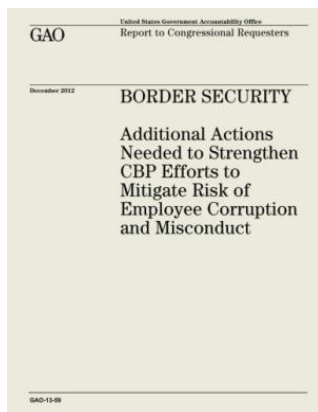 United States Government Accountability Office
GAO
Report to Congressional Requesters
December 2012
BORDER SECURITY
Additional Actions
Needed to Strengthen
CBP Efforts to
Mitigate Risk of
Employee Corruption
and Misconduct
GAO-13-59